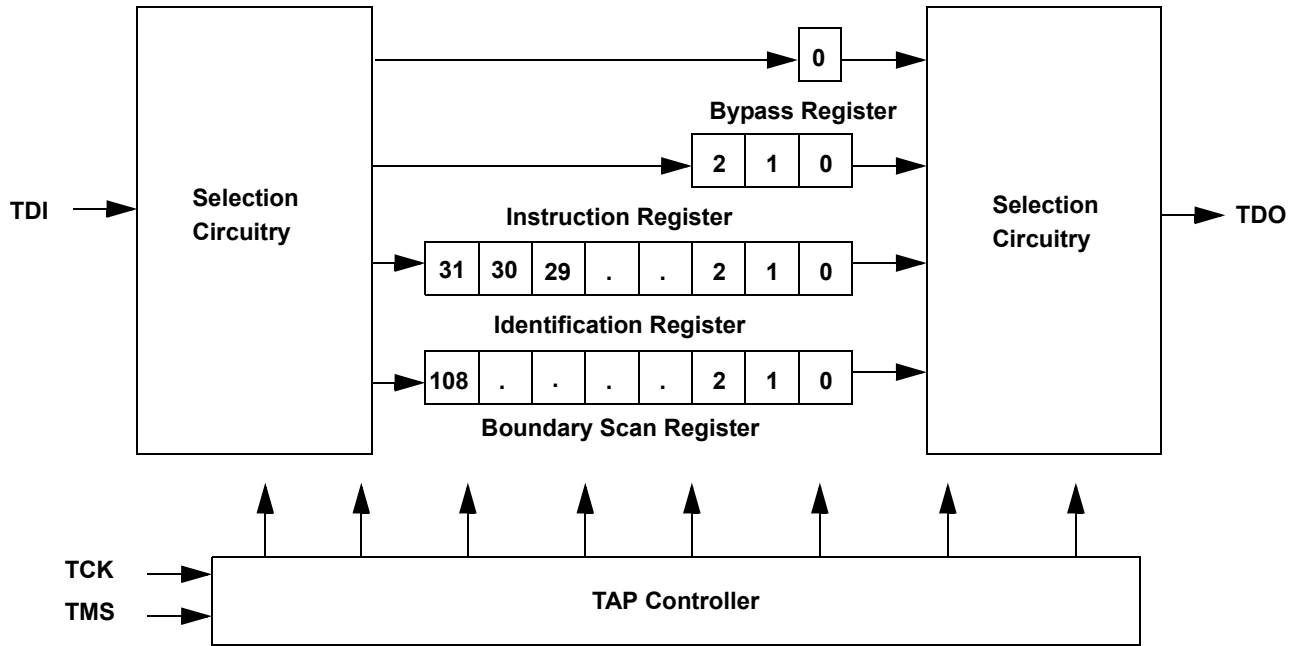 0
Bypass Register
2 1 0
TDI
Selection
Circuitry
Selection
Circuitry
TDO
Instruction Register
31 30 29 . . 2 1 0
Identification Register
108 . . . . 2 1 0
Boundary Scan Register
TCK
TMS
TAP Controller